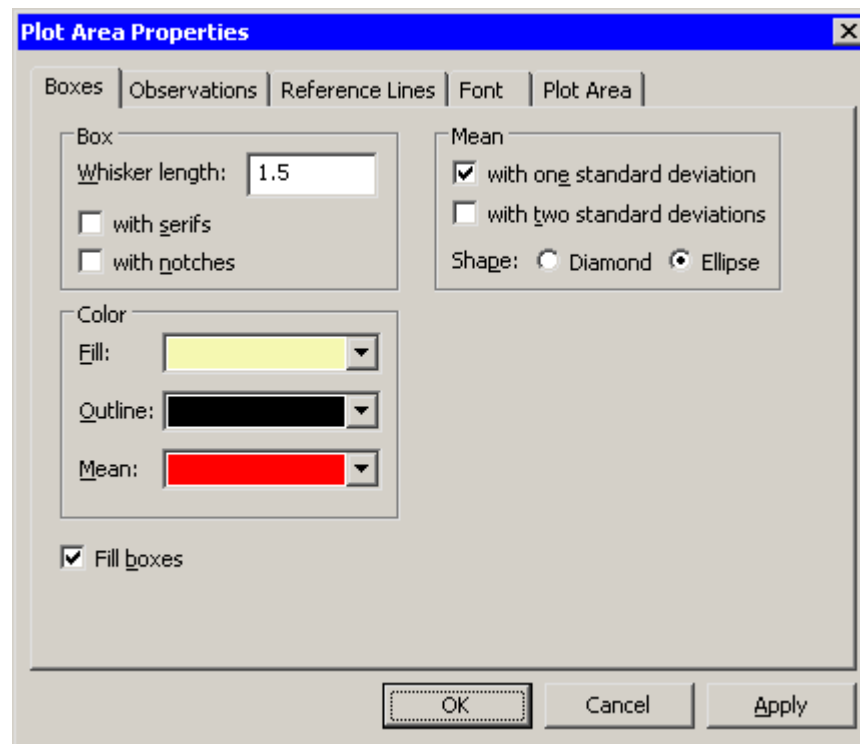 Plot Area Properties
Boxes Observations Reference Lines Font Plot Area
Box
Whisker length: 1.5
with serifs
with notches
Mean
with one standard deviation
with two standard deviations
Shape: Diamond Ellipse
Color
Fill:
Outline:
Mean:
Fill boxes
OK Cancel Apply